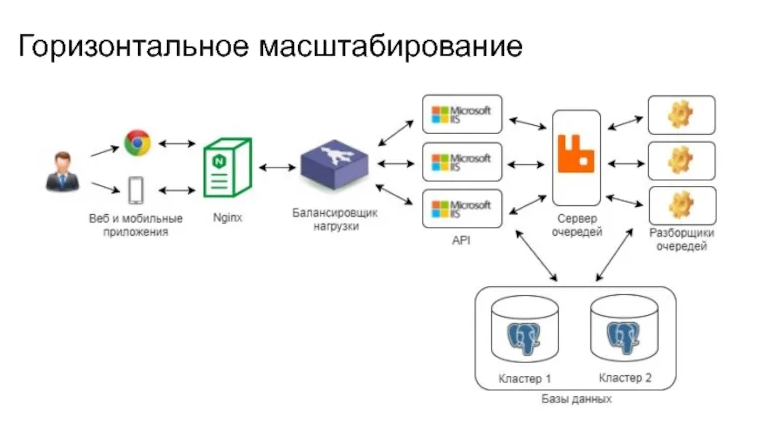 Горизонтальное масштабирование
Microsoft
IIS
Microsoft
IIS
Microsoft
IIS
N
Веб и мобильные
приложения
Nginx
Балансировщик
нагрузки
API
Сервер
очередей
Разборщики
очередей
Кластер 1
Кластер 2
Базы данных